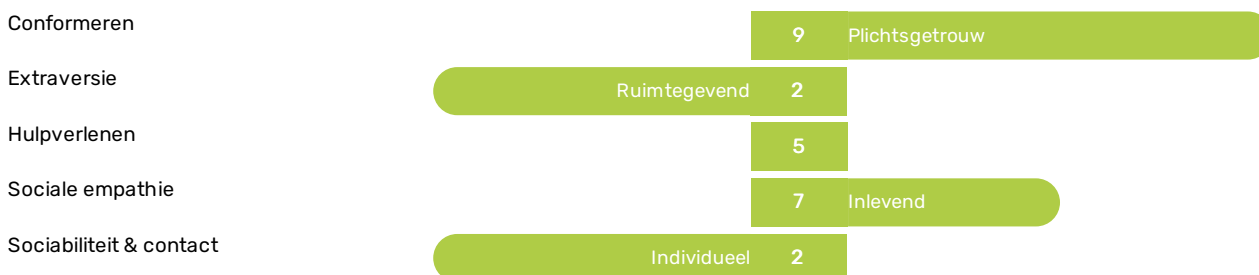 Conformeren 9 Plichtsgetrouw
Extraversie Ruimtegevend 2
Hulpverlenen 5
Sociale empathie 7 Inlevend
Sociabiliteit & contact Individueel 2